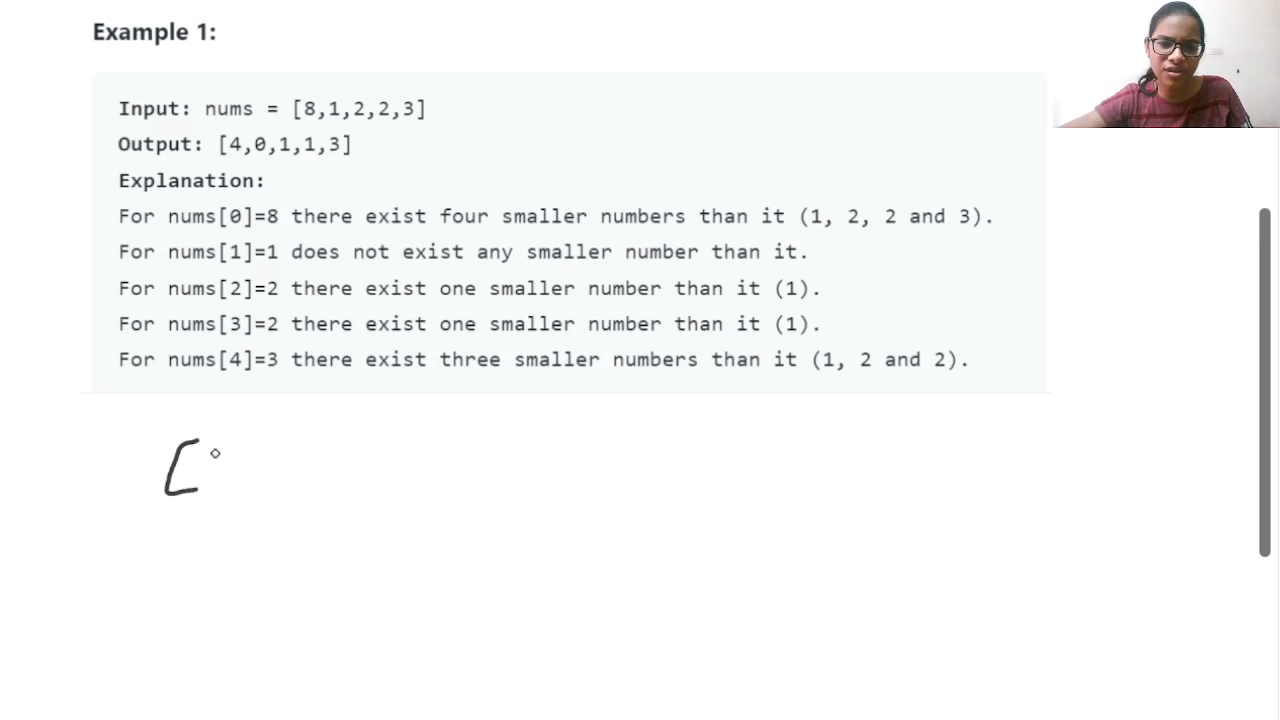 Example 1:
Input: nums = [8,1,2,2,3]
Output: [4,0,1,1,3]
Explanation:
For nums[0]=8 there exist four smaller numbers than it (1, 2, 2 and 3).
For nums[1]=1 does not exist any smaller number than it.
For nums[2]=2 there exist one smaller number than it (1).
For nums[3]=2 there exist one smaller number than it (1).
For nums[4]=3 there exist three smaller numbers than it (1, 2 and 2).
[